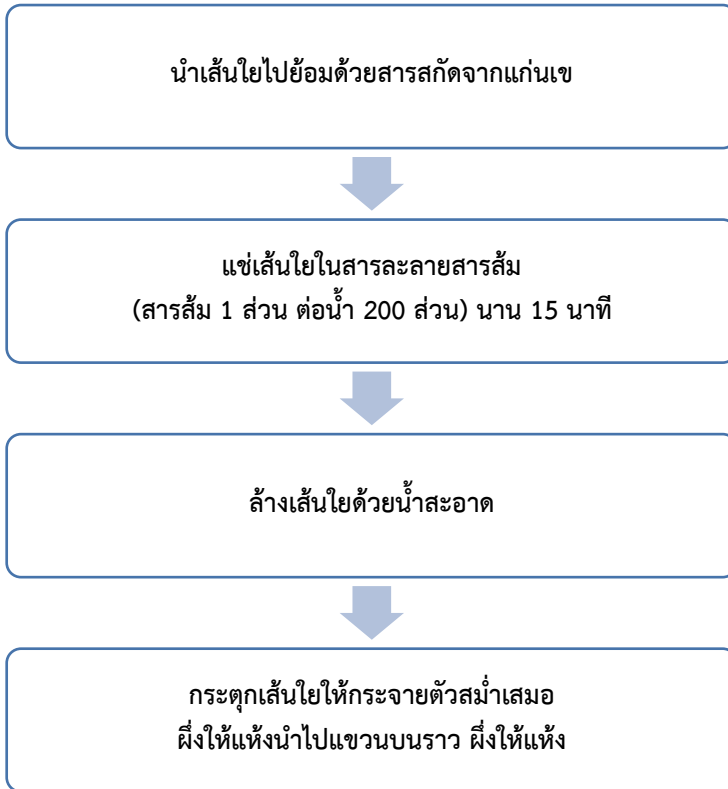 นำเส้นใยไปย้อมด้วยสารสกัดจากแก่นเข
แช่เส้นใยในสารละลายสารส้ม
(สารส้ม 1 ส่วน ต่อน้ำ 200 ส่วน) นาน 15 นาที
ล้างเส้นใยด้วยน้ำสะอาด
กระตุกเส้นใยให้กระจายตัวสม่ำเสมอ
ผึ่งให้แห้งนำไปแขวนบนราว ผึ่งให้แห้ง